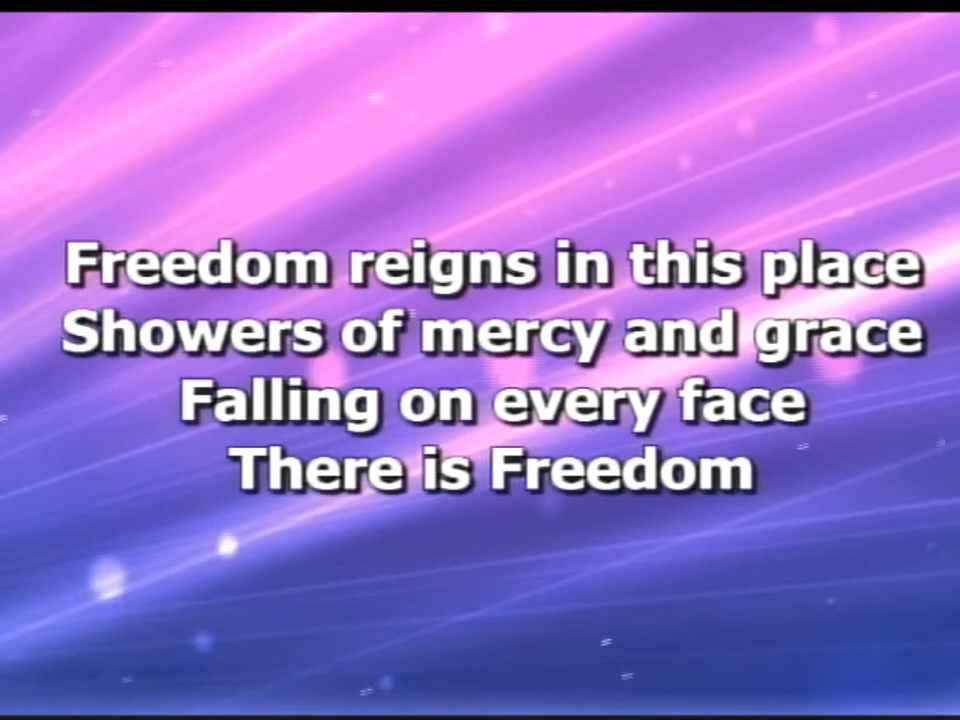 Freedom reigns in this place
Showers of mercy and grace
Falling on every face
There is Freedom